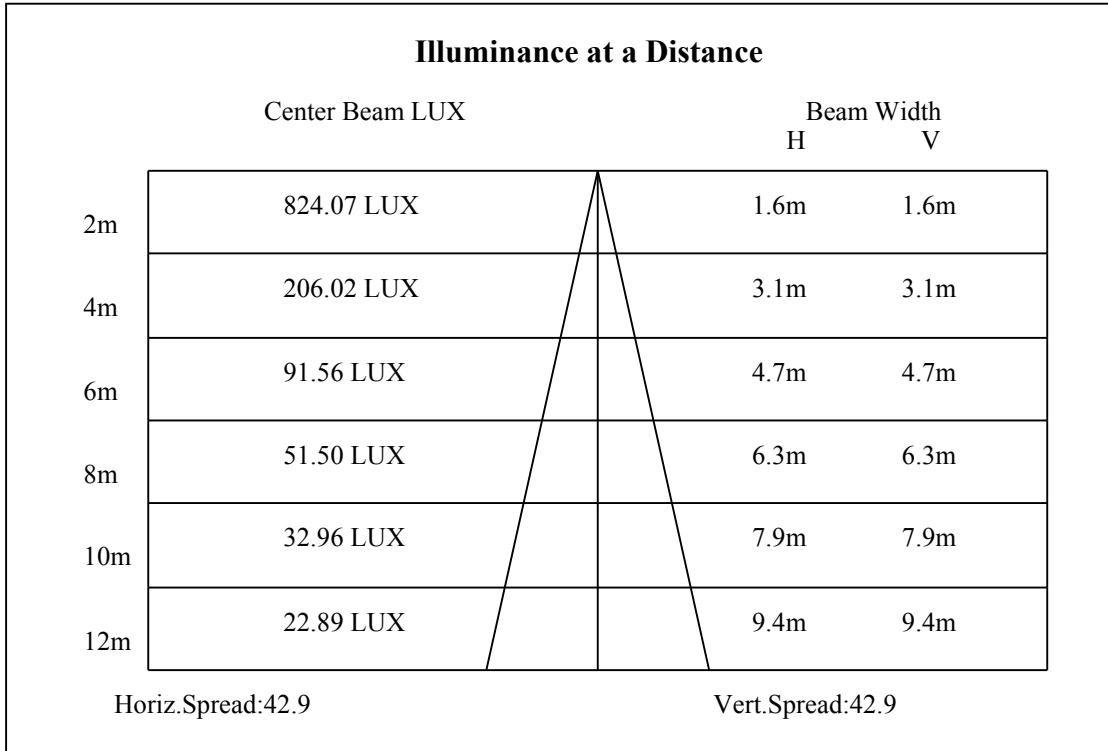 Illuminance at a Distance
Center Beam LUX Beam Width
H V
2m 824.07 LUX 1.6m 1.6m
4m 206.02 LUX 3.1m 3.1m
6m 91.56 LUX 4.7m 4.7m
8m 51.50 LUX 6.3m 6.3m
10m 32.96 LUX 7.9m 7.9m
12m 22.89 LUX 9.4m 9.4m
Horiz.Spread:42.9 Vert.Spread:42.9